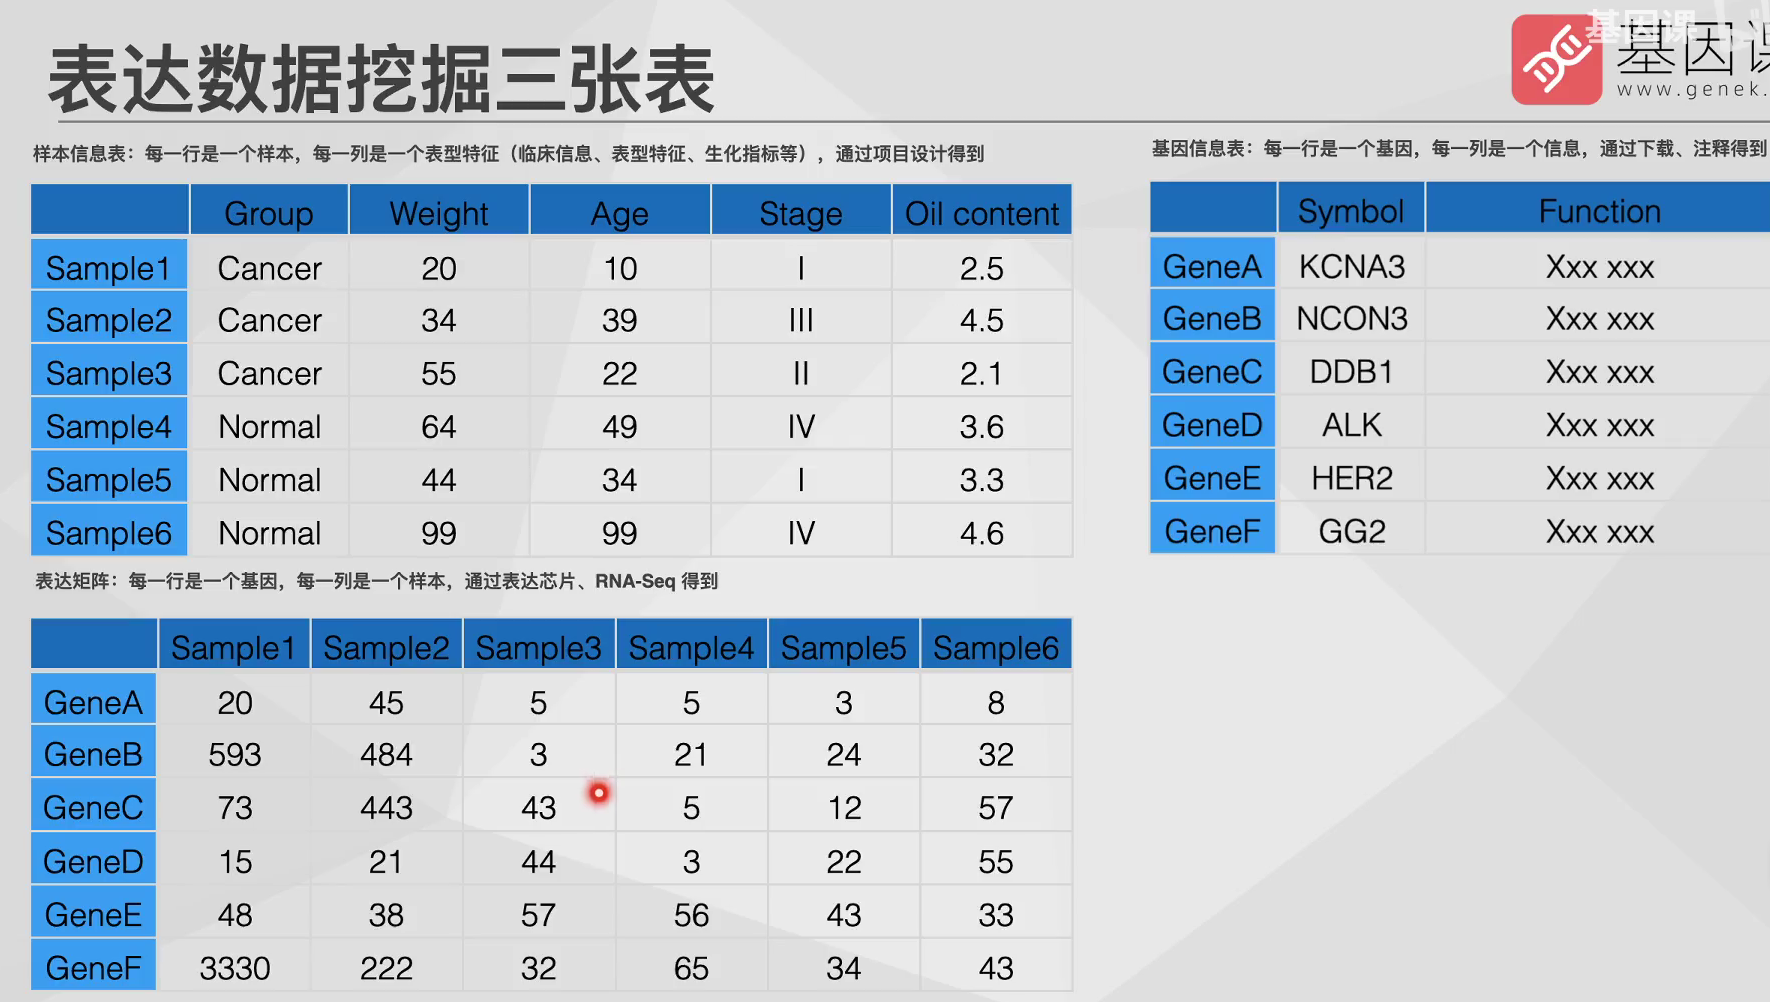 表达数据挖掘三张表
基因课
基因课
www.genek.
样本信息表：每一行是一个样本，每一列是一个表型特征（临床信息、表型特征、生化指标等），通过项目设计得到
Group Weight Age Stage Oil content
Sample1 Cancer 20 10 I 2.5
Sample2 Cancer 34 39 III 4.5
Sample3 Cancer 55 22 II 2.1
Sample4 Normal 64 49 IV 3.6
Sample5 Normal 44 34 I 3.3
Sample6 Normal 99 99 IV 4.6
基因信息表：每一行是一个基因，每一列是一个信息，通过下载、注释得到
Symbol Function
GeneA KCNA3 Xxx xxx
GeneB NCON3 Xxx xxx
GeneC DDB1 Xxx xxx
GeneD ALK Xxx xxx
GeneE HER2 Xxx xxx
GeneF GG2 Xxx xxx
表达矩阵：每一行是一个基因，每一列是一个样本，通过表达芯片、RNA-Seq 得到
Sample1 Sample2 Sample3 Sample4 Sample5 Sample6
GeneA 20 45 5 5 3 8
GeneB 593 484 3 21 24 32
GeneC 73 443 43 5 12 57
GeneD 15 21 44 3 22 55
GeneE 48 38 57 56 43 33
GeneF 3330 222 32 65 34 43